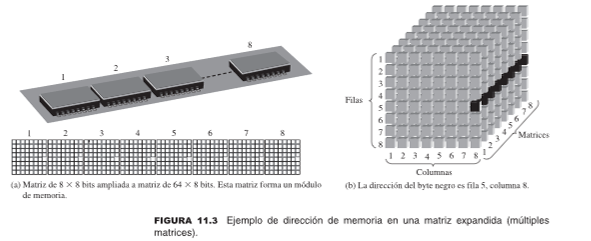 1
2
3
8
1 2 3 4 5 6 7 8
(a) Matriz de 8 × 8 bits ampliada a matriz de 64 × 8 bits. Esta matriz forma un módulo
de memoria.
Filas
1
2
3
4
5
6
7
8
1 2 3 4 5 6 7 8
Columnas
1 2 3 4 5 6 7 8
Matrices
(b) La dirección del byte negro es fila 5, columna 8.
FIGURA 11.3 Ejemplo de dirección de memoria en una matriz expandida (múltiples
matrices).